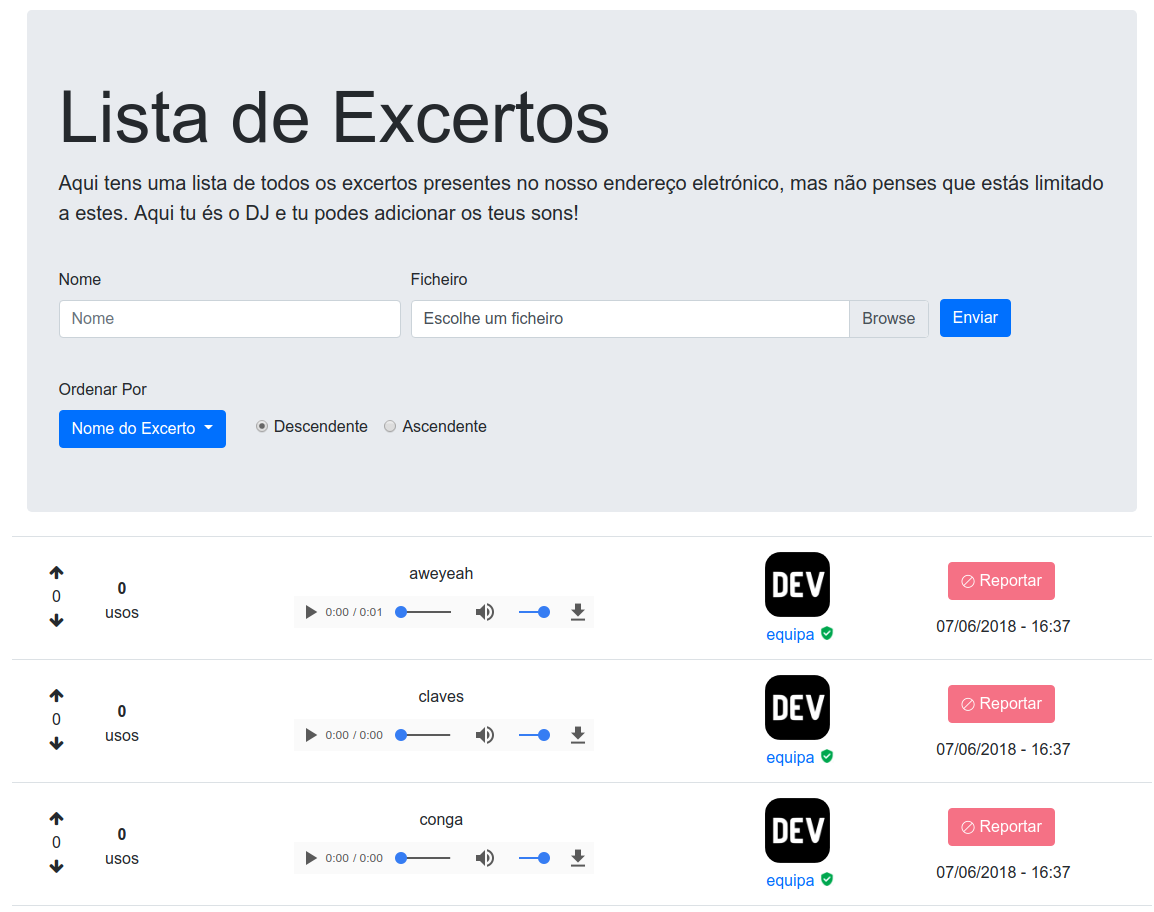 Lista de Excertos
Aqui tens uma lista de todos os excertos presentes no nosso endereço eletrónico, mas não penses que estás limitado
a estes. Aqui tu és o DJ e tu podes adicionar os teus sons!
Nome Ficheiro
Nome Escolhe um ficheiro Browse Enviar
Ordenar Por
Nome do Excerto Descendente Ascendente
aweyeah
0 0 usos
0:00 / 0:01
DEV
equipa
Reportar
07/06/2018 - 16:37
claves
0 0 usos
0:00 / 0:00
DEV
equipa
Reportar
07/06/2018 - 16:37
conga
0 0 usos
0:00 / 0:00
DEV
equipa
Reportar
07/06/2018 - 16:37